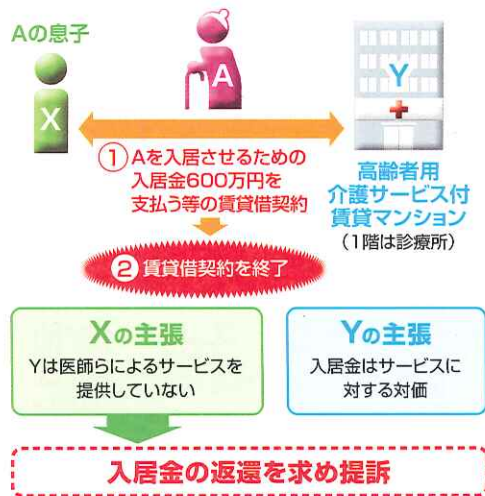 Aの息子
X
A
Y
①Aを入居させるための
入居金600万円を
支払う等の賃貸借契約
高齢者用
介護サービス付
賃貸マンション
（1階は診療所）
②賃貸借契約を終了
Xの主張
Yは医師らによるサービスを
提供していない
Yの主張
入居金はサービスに
対する対価
入居金の返還を求め提訴